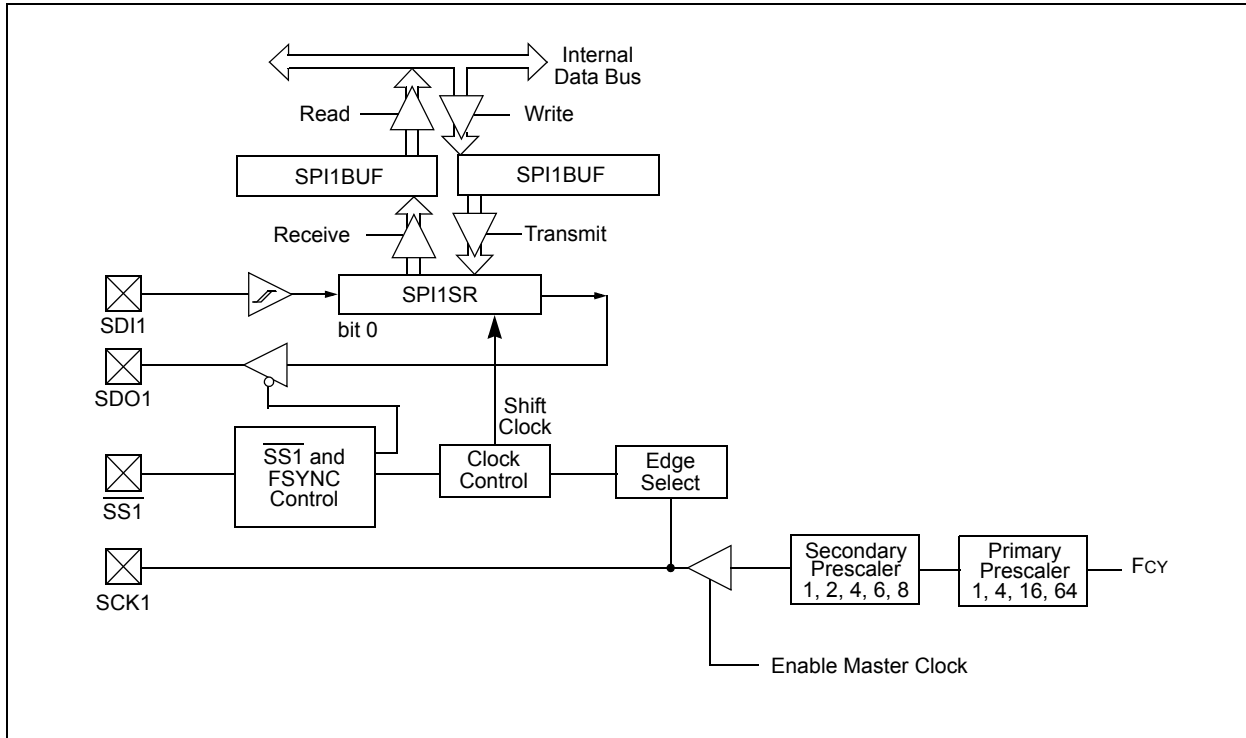 Internal
Data Bus
Read
Write
SPI1BUF
SPI1BUF
Receive
Transmit
SDI1
SPI1SR
bit 0
SDO1
Shift
Clock
SS1 and
FSYNC
Control
Clock
Control
Edge
Select
SS1
SCK1
Secondary
Prescaler
1, 2, 4, 6, 8
Primary
Prescaler
1, 4, 16, 64
FCY
Enable Master Clock